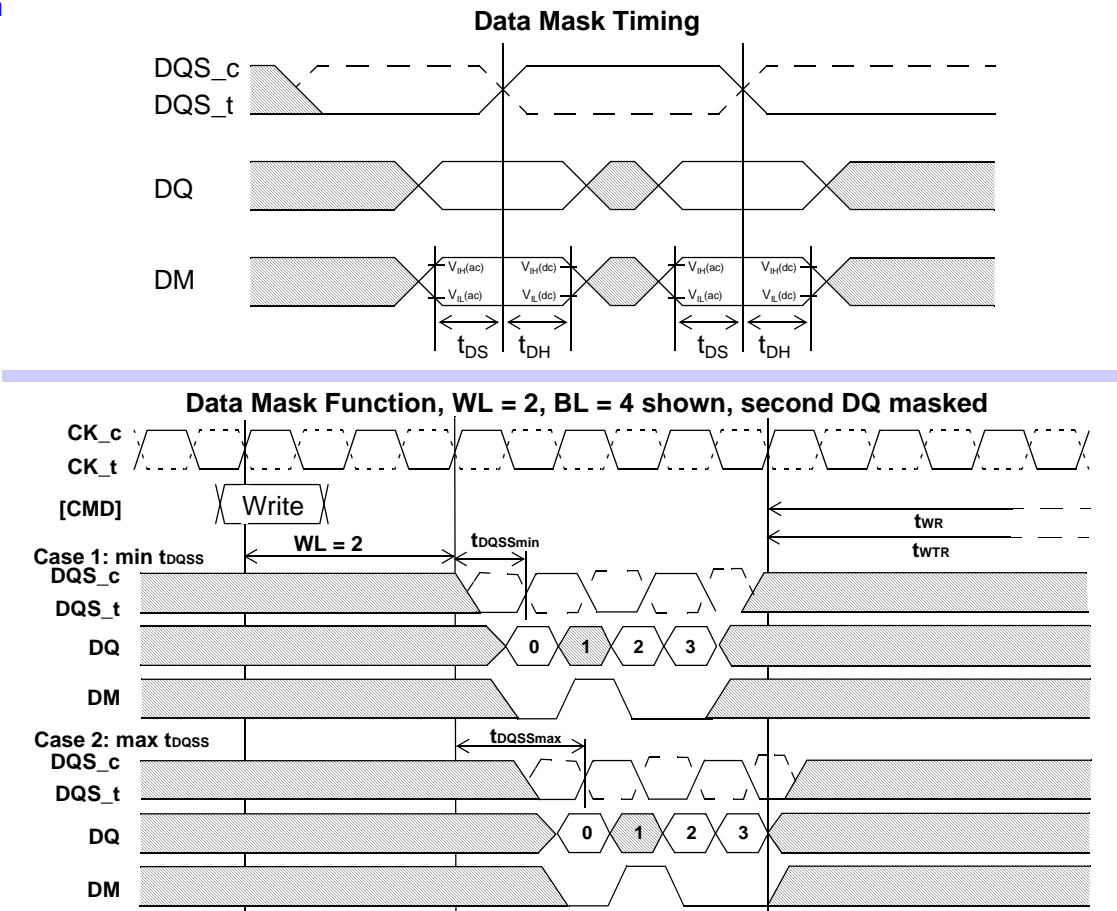 Data Mask Timing
DQS_c
DQS_t
DQ
DM
VIH(ac) VIH(dc) VIH(ac) VIH(dc)
VIL(ac) VIL(dc) VIL(ac) VIL(dc)
tDS tDH tDS tDH
Data Mask Function, WL = 2, BL = 4 shown, second DQ masked
CK_c
CK_t
[CMD] Write
tWR
WL = 2 tDQSSmin tWTR
Case 1: min tDQSS
DQS_c
DQS_t
DQ 0 1 2 3
DM
Case 2: max tDQSS tDQSSmax
DQS_c
DQS_t
DQ 0 1 2 3
DM